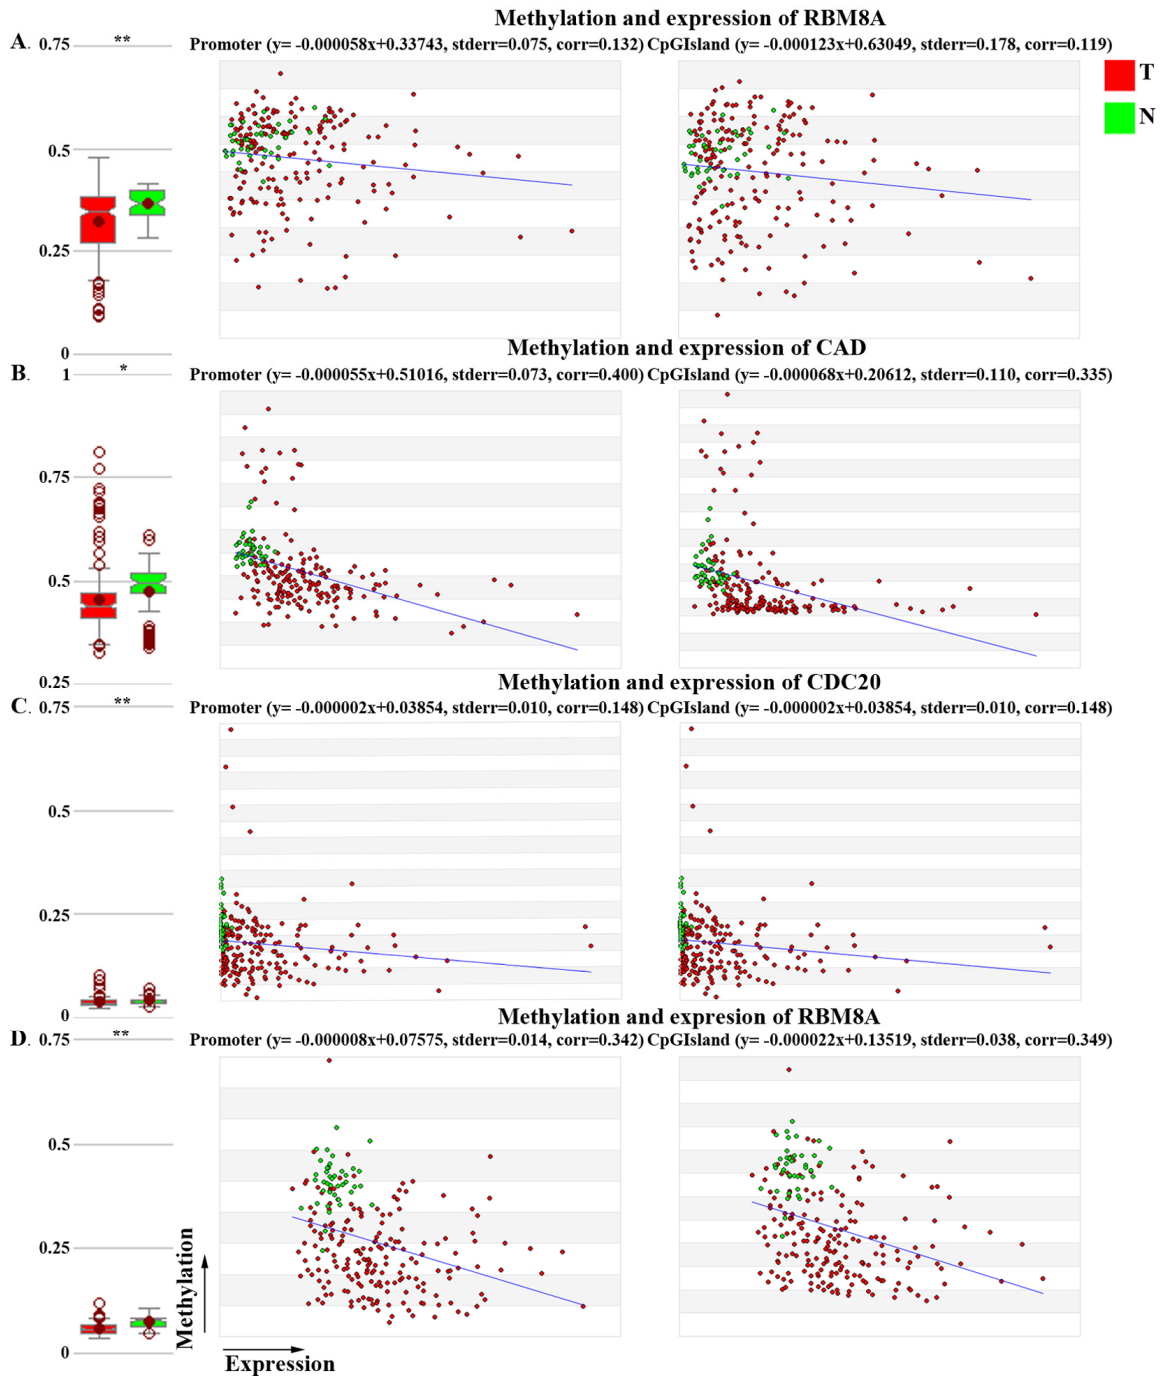 Methylation and expression of RBM8A
A. 0.75 ** Promoter (y= -0.000058x+0.33743, stderr=0.075, corr=0.132) CpGIsland (y= -0.000123x+0.63049, stderr=0.178, corr=0.119)
T
N
0.5
0.25
0
Methylation and expression of CAD
B. 1 * Promoter (y= -0.000055x+0.51016, stderr=0.073, corr=0.400) CpGIsland (y= -0.000068x+0.20612, stderr=0.110, corr=0.335)
0.75
0.5
0.25
Methylation and expression of CDC20
C. 0.75 ** Promoter (y= -0.000002x+0.03854, stderr=0.010, corr=0.148) CpGIsland (y= -0.000002x+0.03854, stderr=0.010, corr=0.148)
0.5
0.25
0
Methylation and expresion of RBM8A
D. 0.75 ** Promoter (y= -0.000008x+0.07575, stderr=0.014, corr=0.342) CpGIsland (y= -0.000022x+0.13519, stderr=0.038, corr=0.349)
0.5
0.25
0
Methylation
Expression